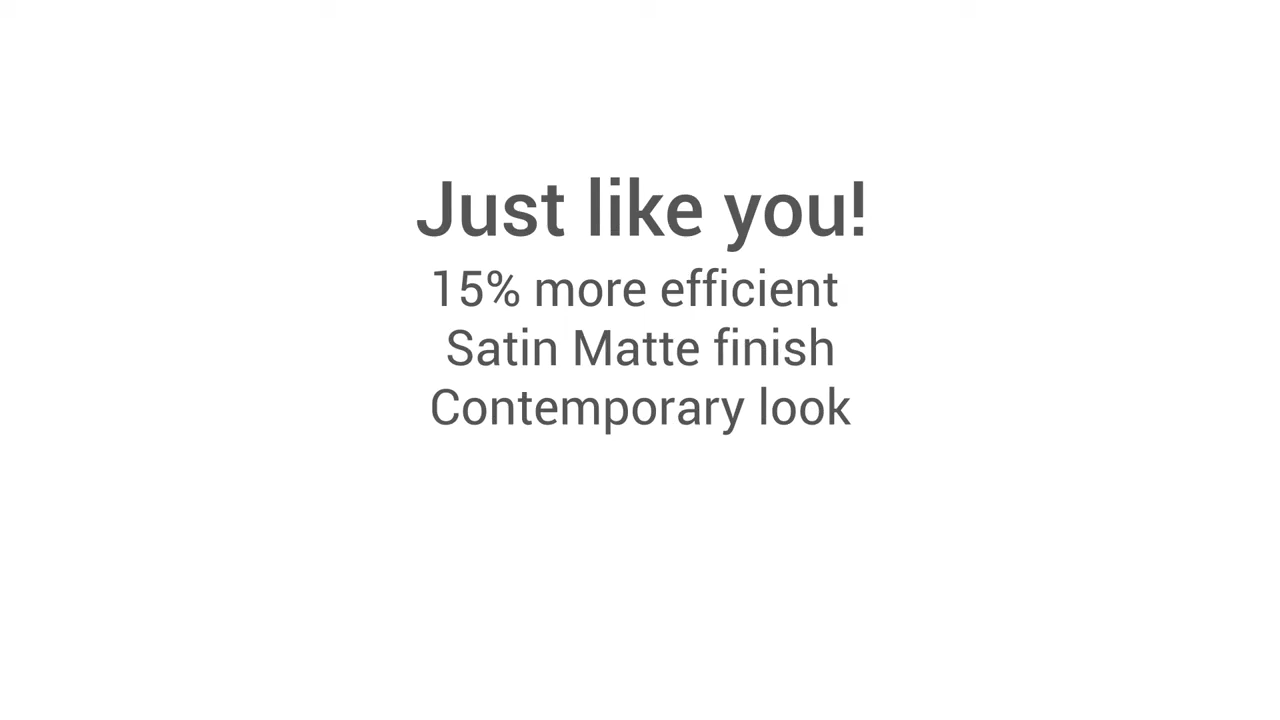 Just like you!
15% more efficient
Satin Matte finish
Contemporary look